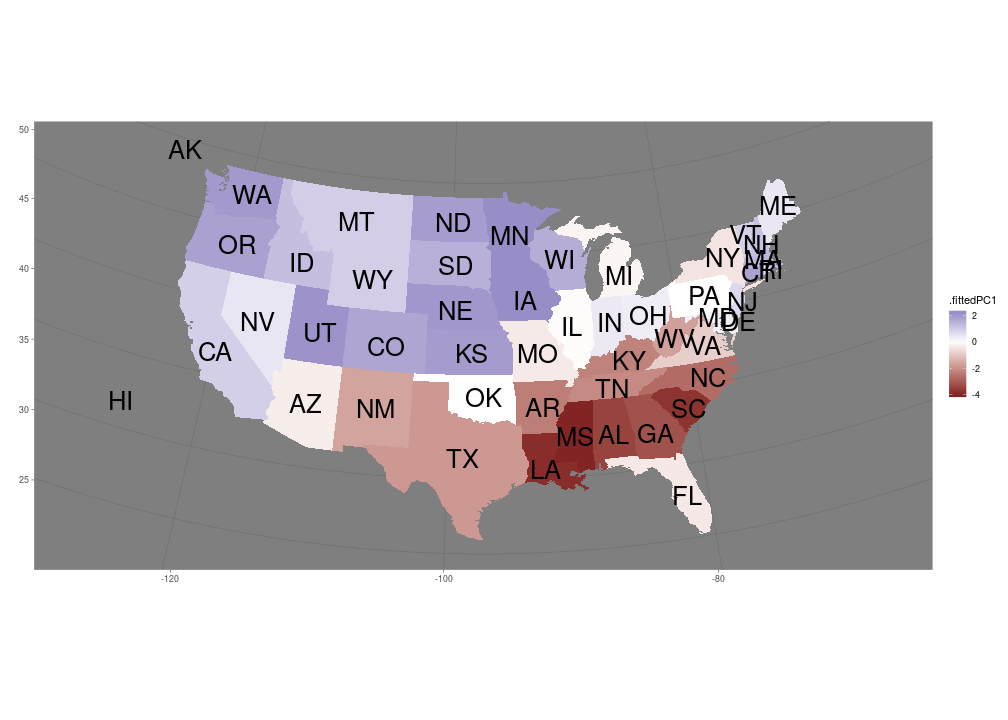 50
45
40
35
30
25
AK
WA
MT
ND
MN
ME
OR
ID
SD
WI
VT
NH
NY
MA
WY
MI
CT
RI
NE
IA
PA
NJ
NV
UT
CO
KS
IL
IN
OH
MD
DE
CA
MO
KY
WV
VA
HI
AZ
NM
OK
AR
TN
NC
SC
TX
LA
MS
AL
GA
FL
-120
-100
-80
.fittedPC1
2
0
-2
-4